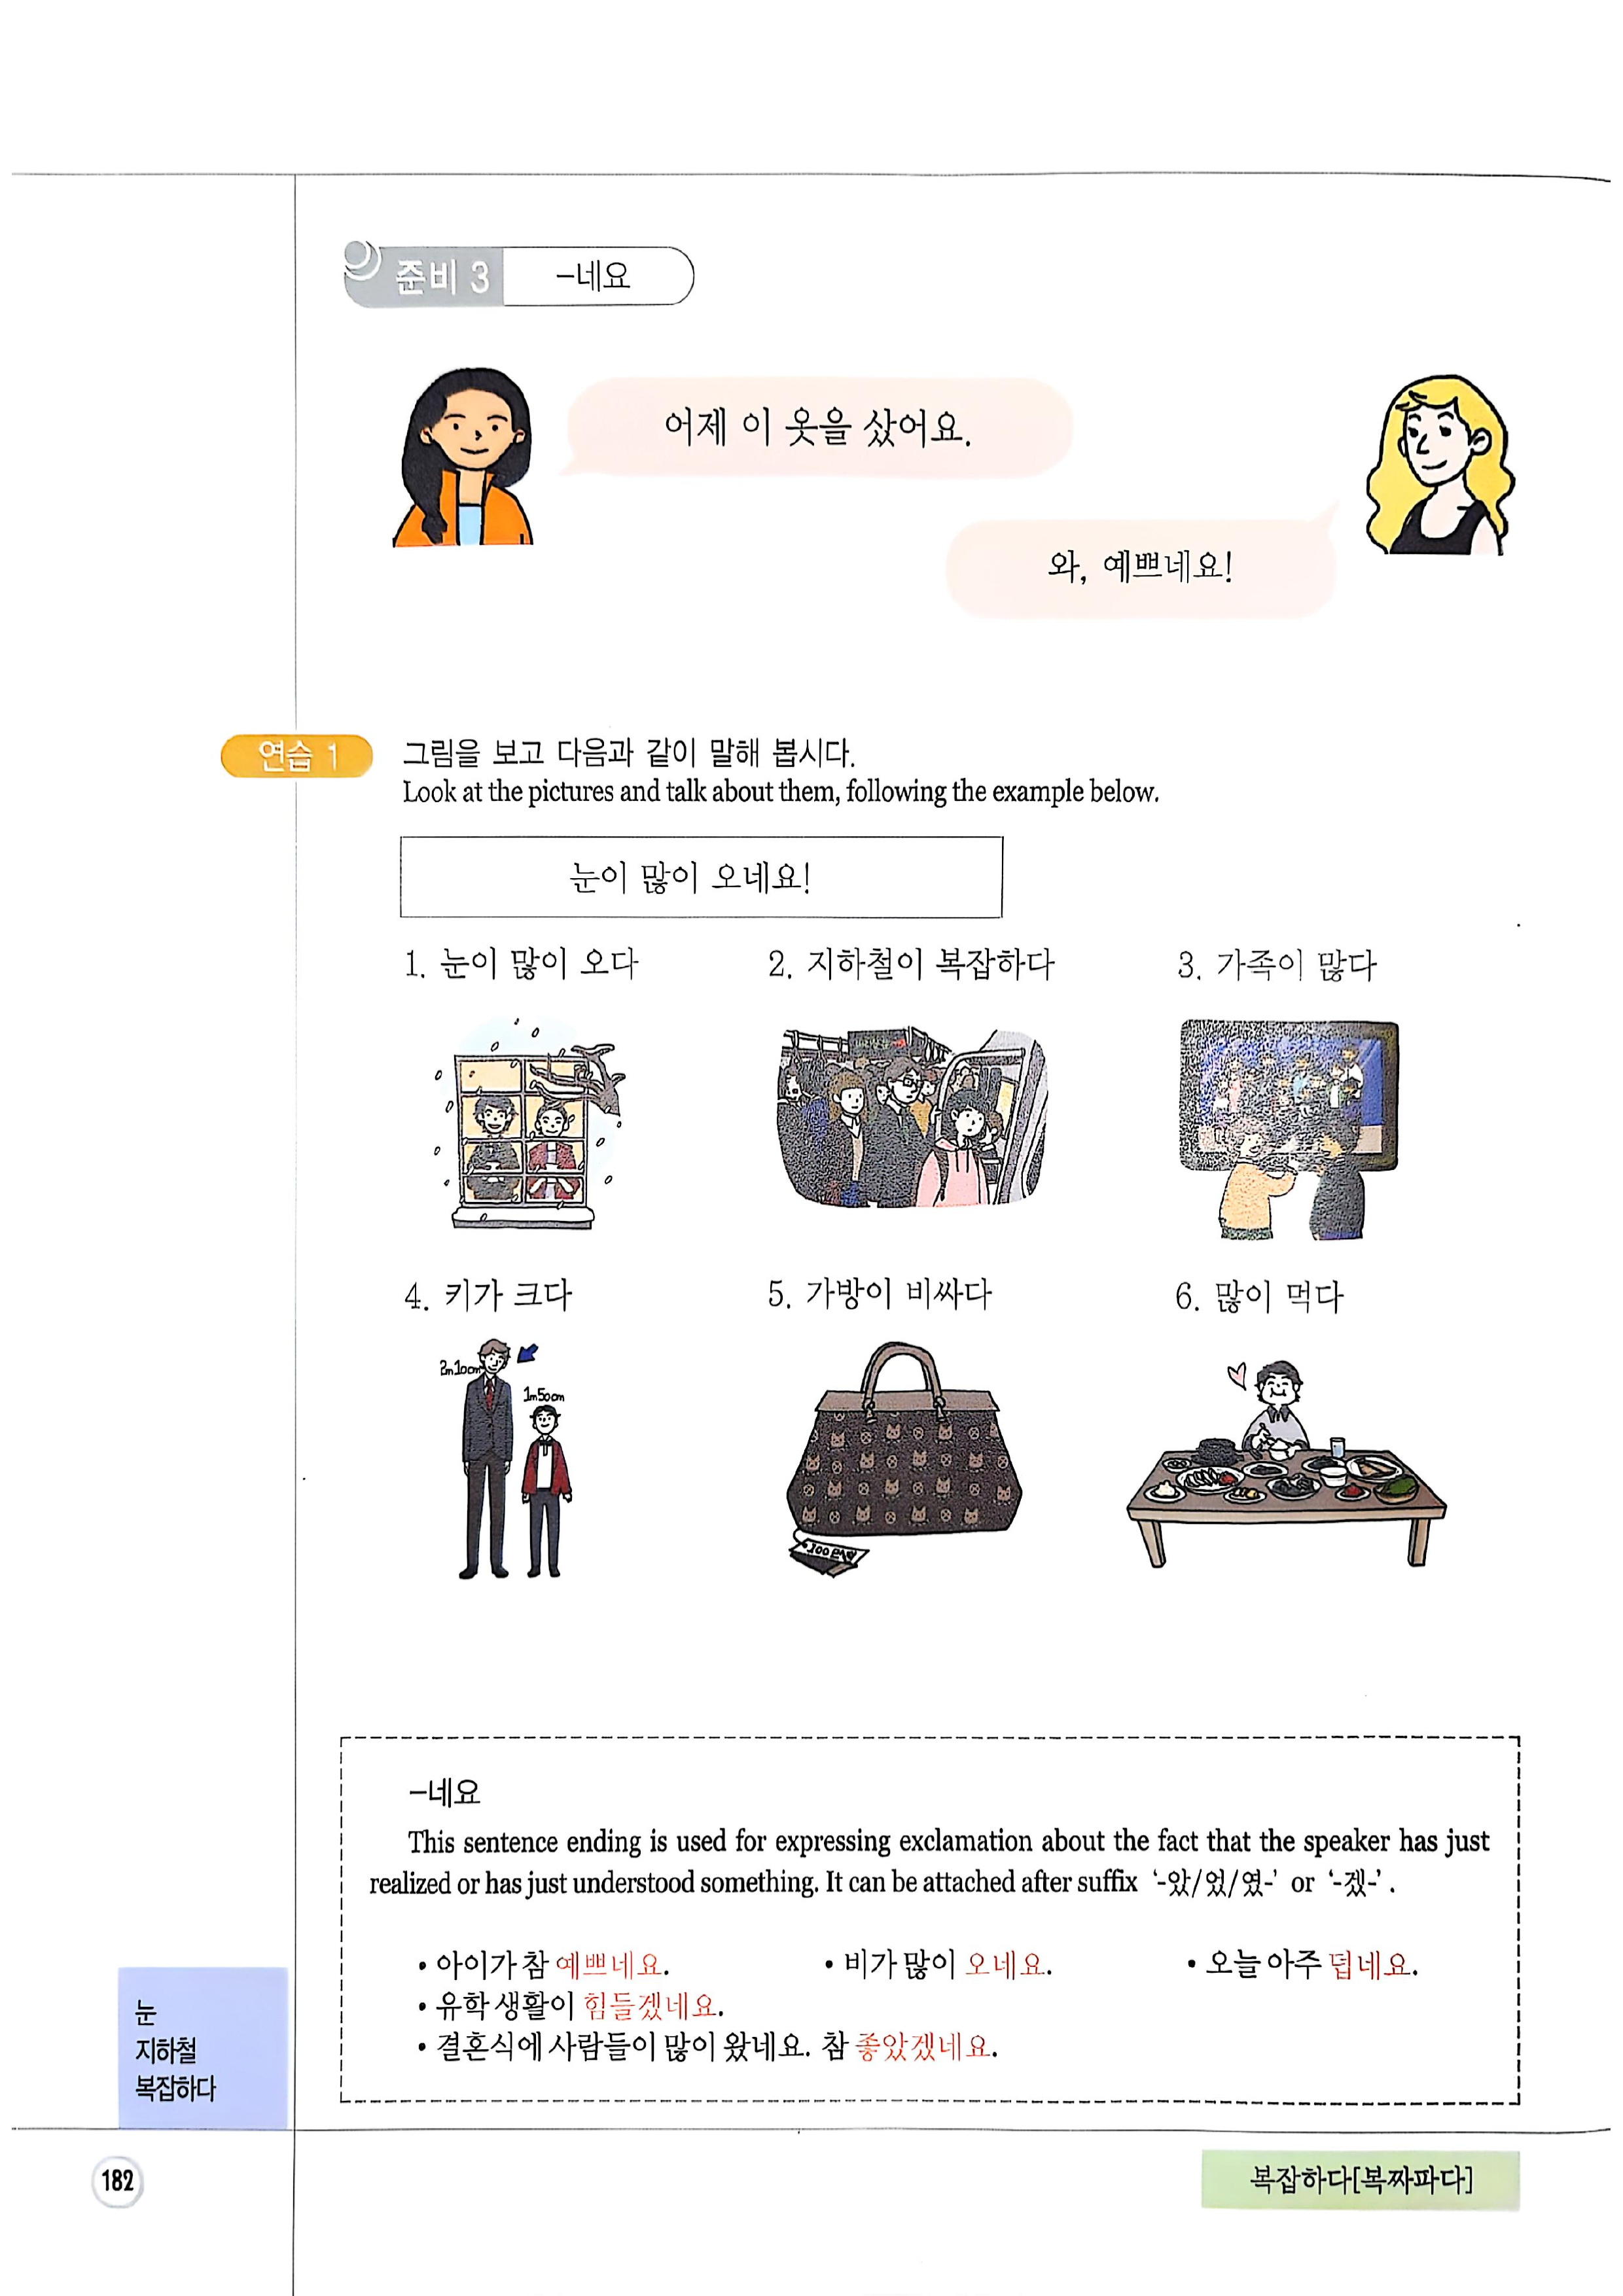 준비 3 -네요
어제 이 옷을 샀어요.
와, 예쁘네요!
연습 1 그림을 보고 다음과 같이 말해 봅시다.
Look at the pictures and talk about them, following the example below.
눈이 많이 오네요!
1. 눈이 많이 오다
2. 지하철이 복잡하다
3. 가족이 많다
4. 키가 크다
2m10cm
1m50cm
5. 가방이 비싸다
6. 많이 먹다
-네요
This sentence ending is used for expressing exclamation about the fact that the speaker has just
realized or has just understood something. It can be attached after suffix '-았/었/였-' or '-겠-'.
• 아이가 참 예쁘네요. • 비가 많이 오네요. • 오늘 아주 덥네요.
• 유학 생활이 힘들겠네요.
• 결혼식에 사람들이 많이 왔네요. 참 좋았겠네요.
눈
지하철
복잡하다
182
복잡하다[복짜파다]